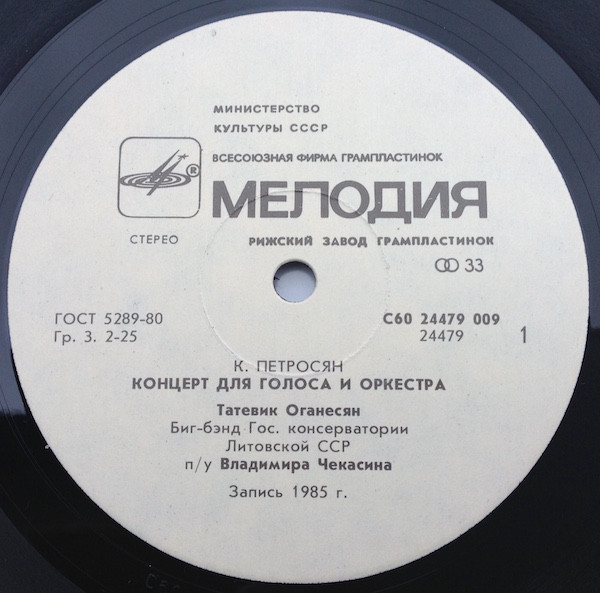 МИНИСТЕРСТВО
КУЛЬТУРЫ СССР
ВСЕСОЮЗНАЯ ФИРМА ГРАМПЛАСТИНОК
®
МЕЛОДИЯ
СТЕРЕО
РИЖСКИЙ ЗАВОД ГРАМПЛАСТИНОК
33
ГОСТ 5289-80
С60 24479 009
Гр. 3. 2-25
24479 1
К. ПЕТРОСЯН
КОНЦЕРТ ДЛЯ ГОЛОСА И ОРКЕСТРА
Татевик Оганесян
Биг-бэнд Гос. консерватории
Литовской ССР
п/у Владимира Чекасина
Запись 1985 г.